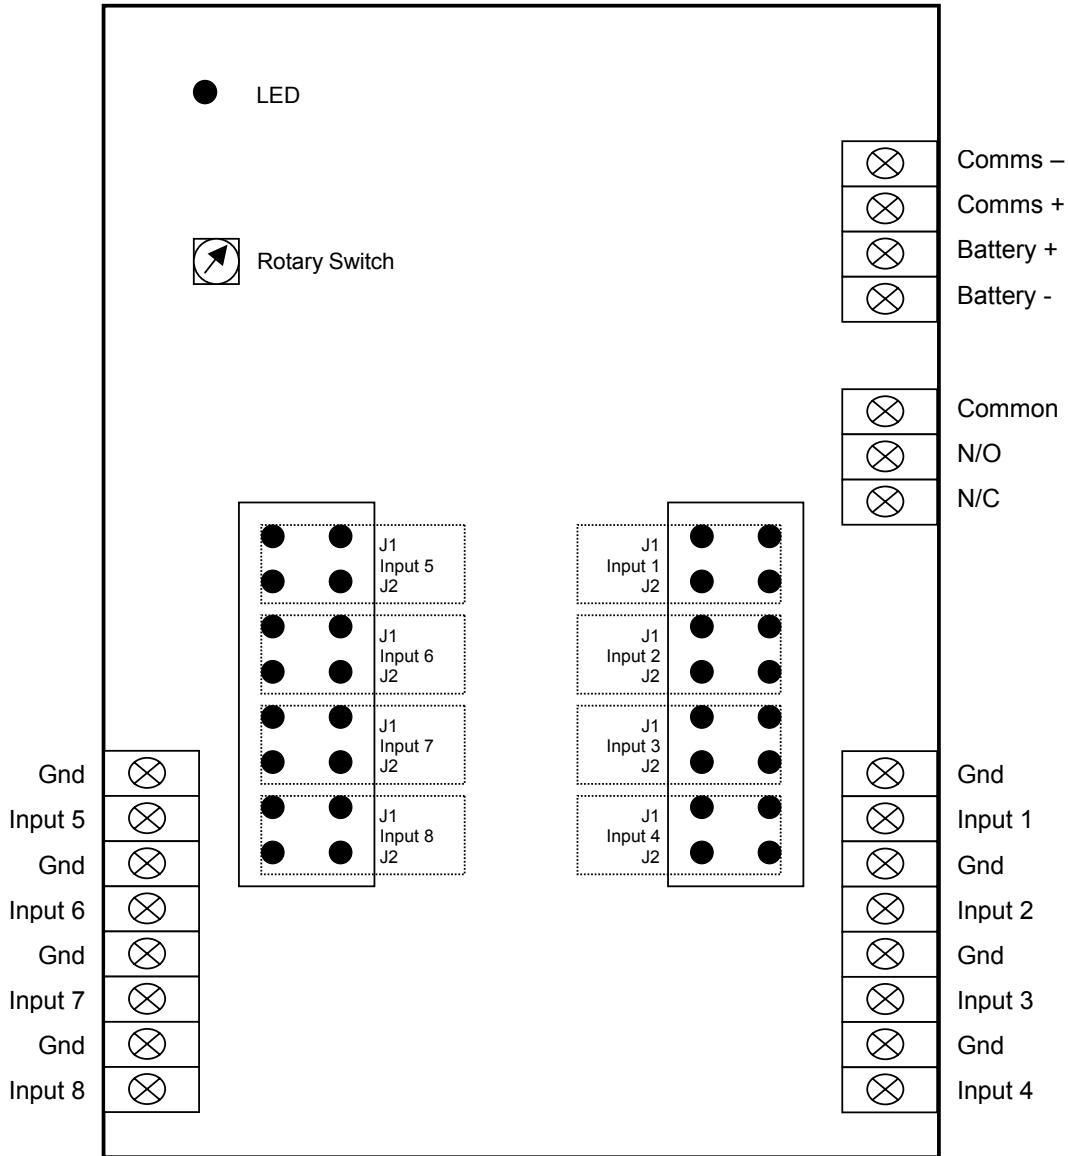 LED
Comms –
Comms +
Rotary Switch
Battery +
Battery -
Common
N/O
N/C
J1
Input 5
J2
J1
Input 6
J2
J1
Input 7
J2
J1
Input 8
J2
J1
Input 1
J2
J1
Input 2
J2
J1
Input 3
J2
J1
Input 4
J2
Gnd
Input 5
Gnd
Input 6
Gnd
Input 7
Gnd
Input 8
Gnd
Input 1
Gnd
Input 2
Gnd
Input 3
Gnd
Input 4